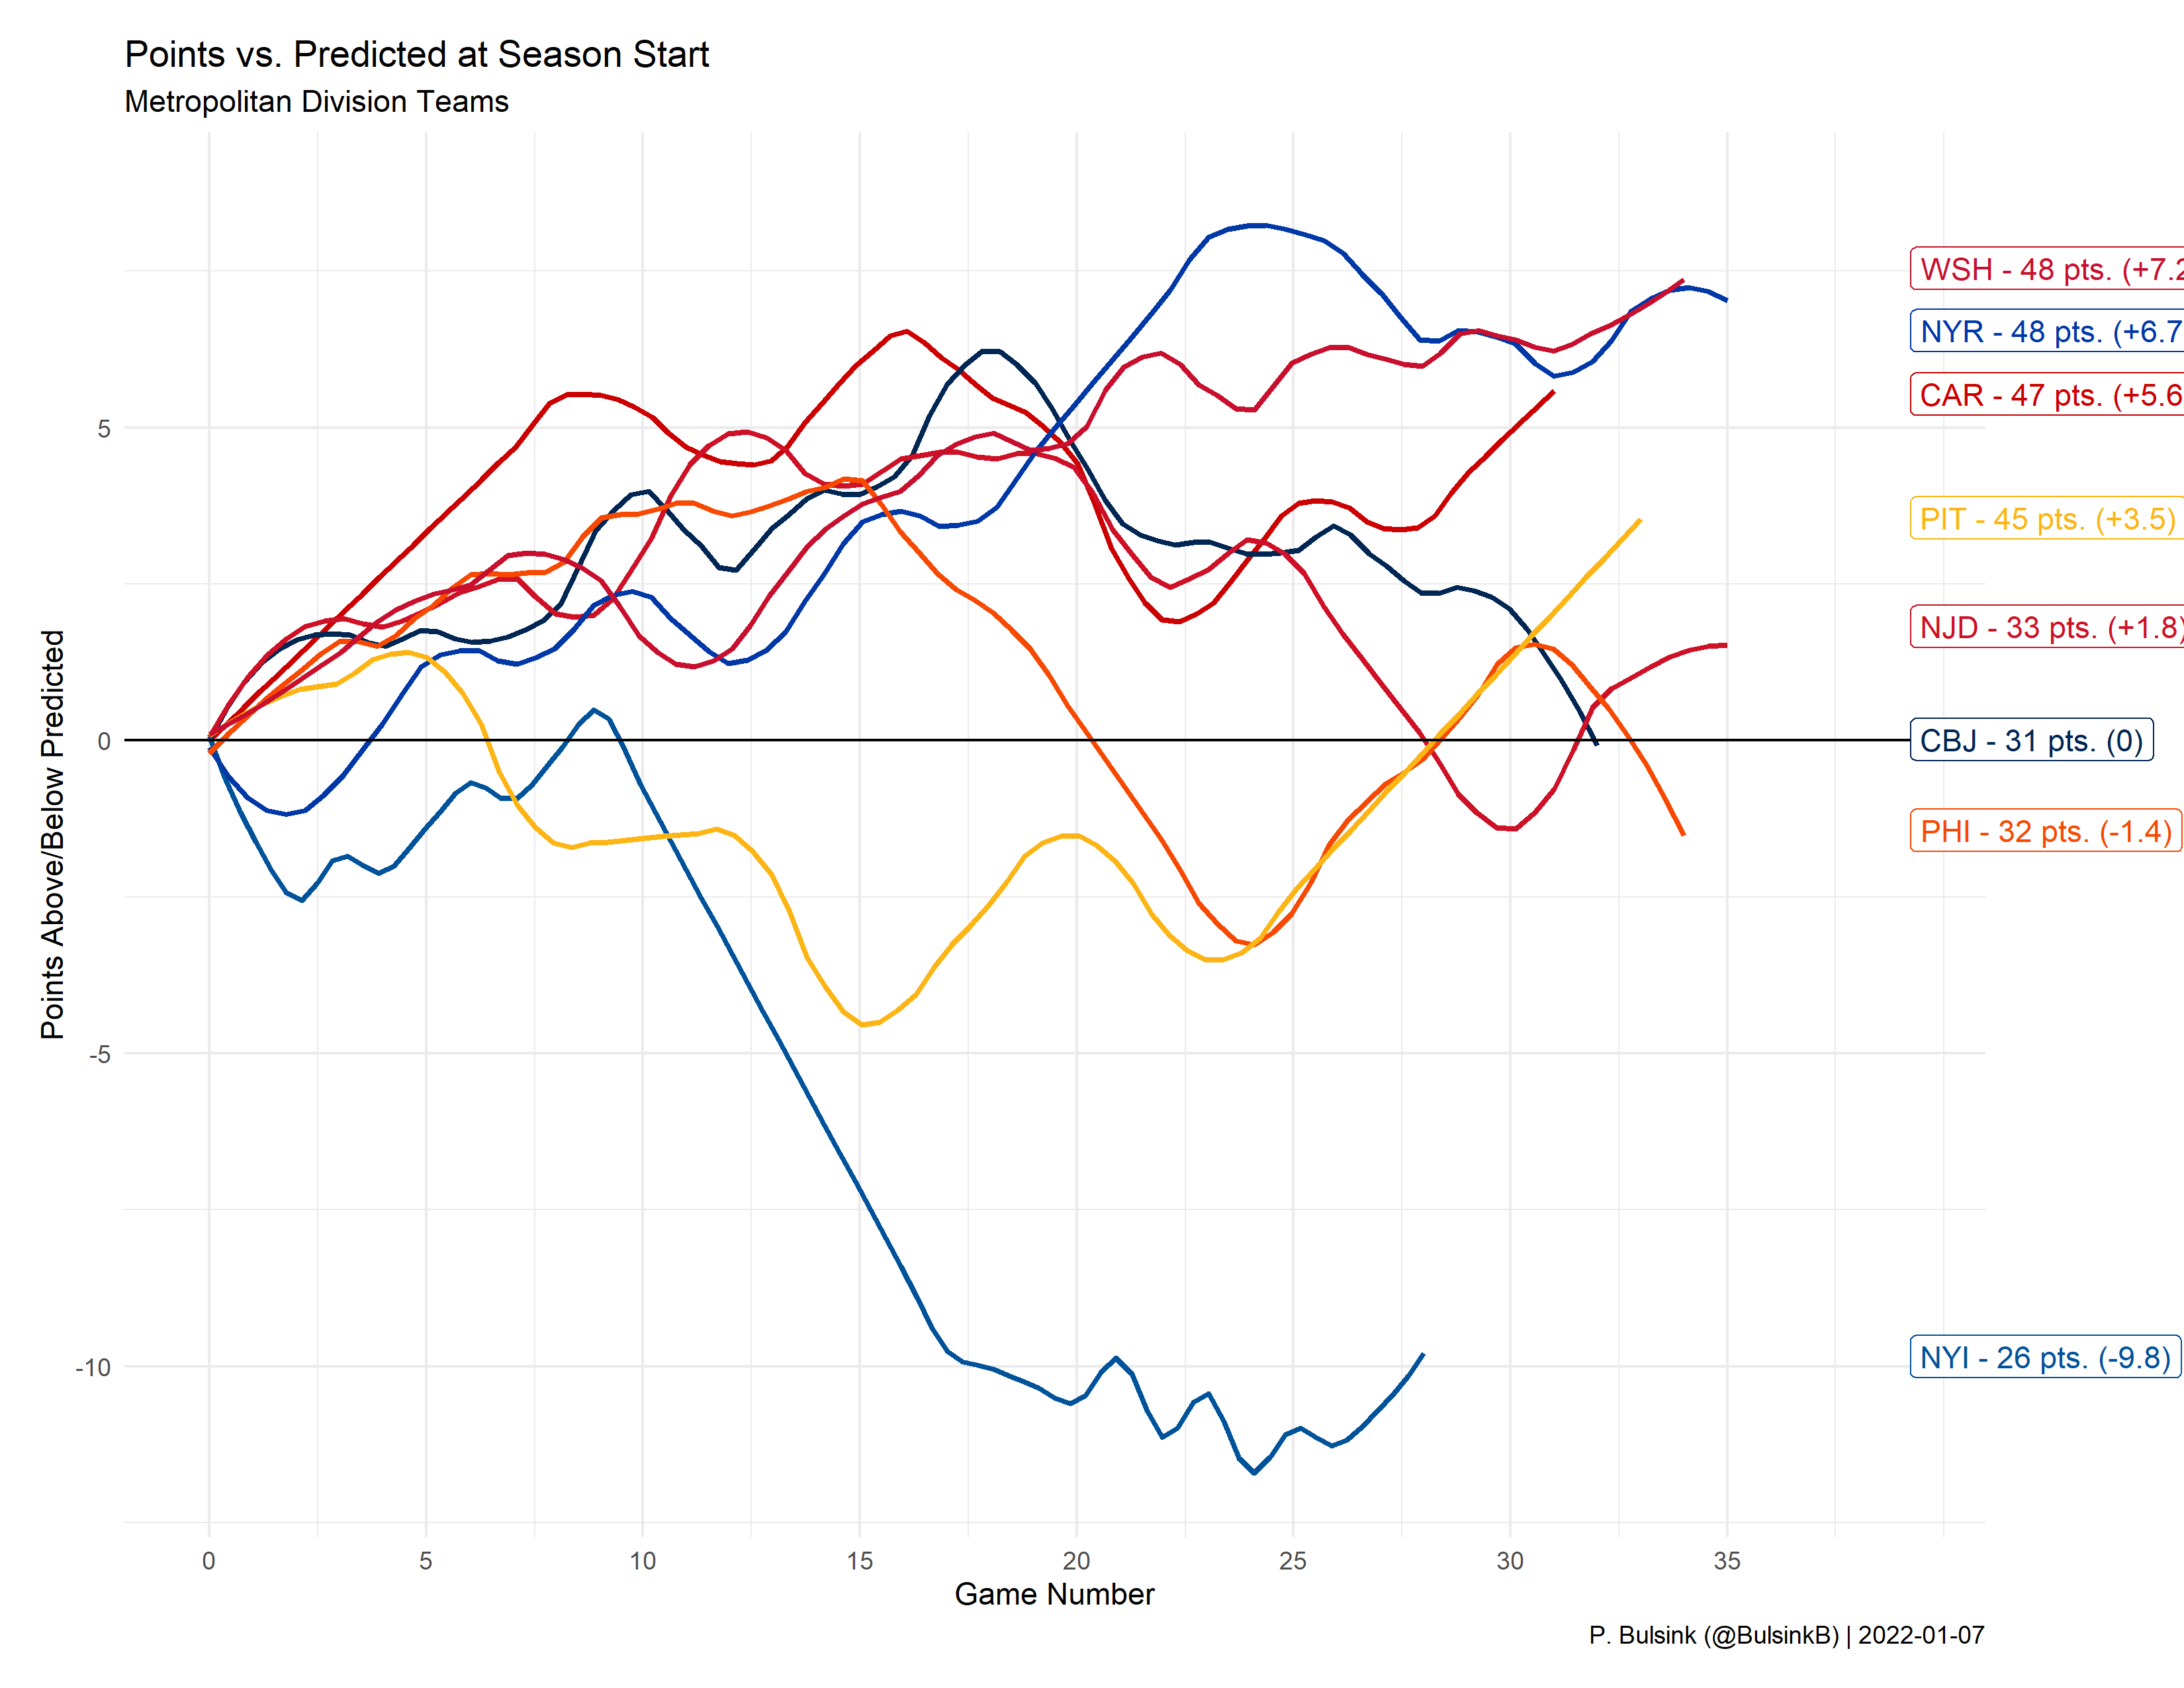 Points vs. Predicted at Season Start
Metropolitan Division Teams
Points Above/Below Predicted
5
0
-5
-10
WSH - 48 pts. (+7.2
NYR - 48 pts. (+6.7
CAR - 47 pts. (+5.6
PIT - 45 pts. (+3.5)
NJD - 33 pts. (+1.8)
CBJ - 31 pts. (0)
PHI - 32 pts. (-1.4)
NYI - 26 pts. (-9.8)
0 5 10 15 20 25 30 35
Game Number
P. Bulsink (@BulsinkB) | 2022-01-07